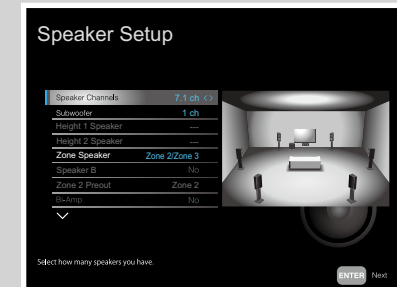 Speaker Setup
Speaker Channels 7.1 ch <>
Subwoofer 1 ch
Height 1 Speaker ---
Height 2 Speaker ---
Zone Speaker Zone 2/Zone 3
Speaker B No
Zone 2 Preout Zone 2
Bi-Amp No
Select how many speakers you have.
ENTER Next